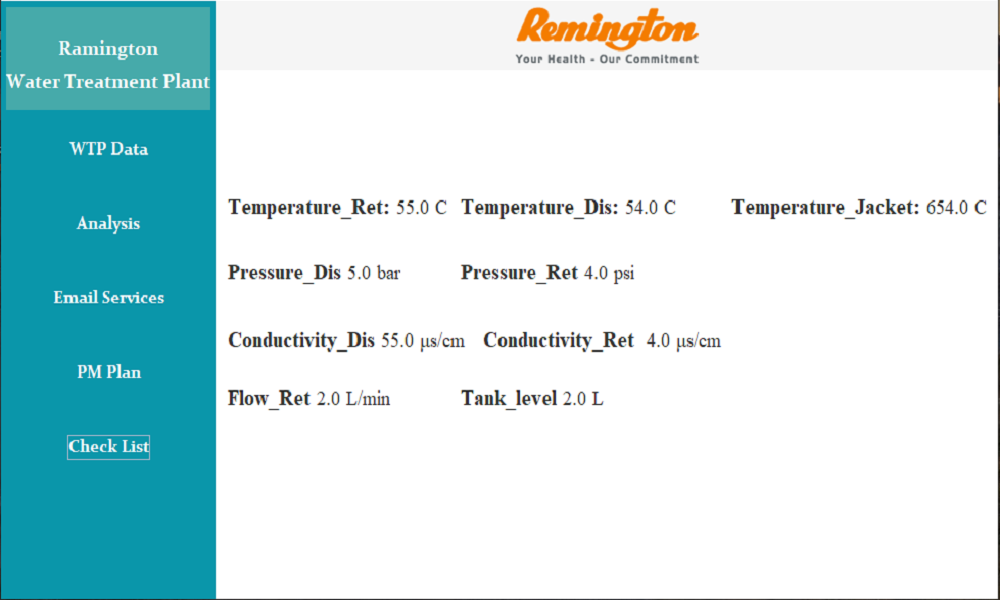 Ramington
Water Treatment Plant
WTP Data
Analysis
Email Services
PM Plan
Check List
Remington
Your Health - Our Commitment
Temperature_Ret: 55.0 C Temperature_Dis: 54.0 C Temperature_Jacket: 654.0 C
Pressure_Dis 5.0 bar Pressure_Ret 4.0 psi
Conductivity_Dis 55.0 μs/cm Conductivity_Ret 4.0 μs/cm
Flow_Ret 2.0 L/min Tank_level 2.0 L